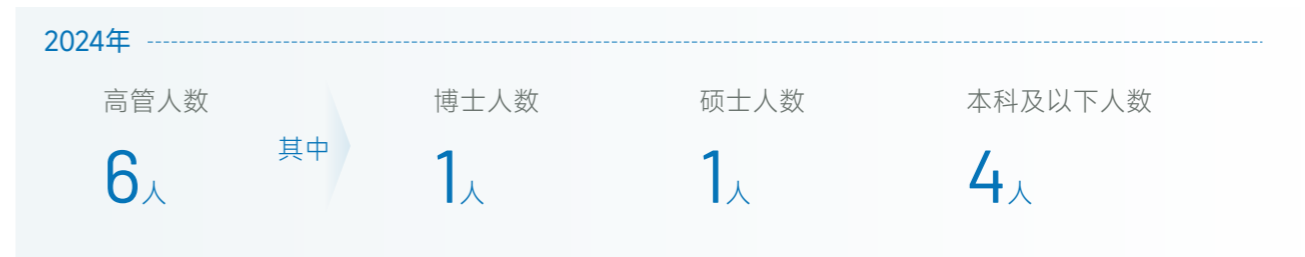 2024年
高管人数
6人
其中
博士人数
1人
硕士人数
1人
本科及以下人数
4人